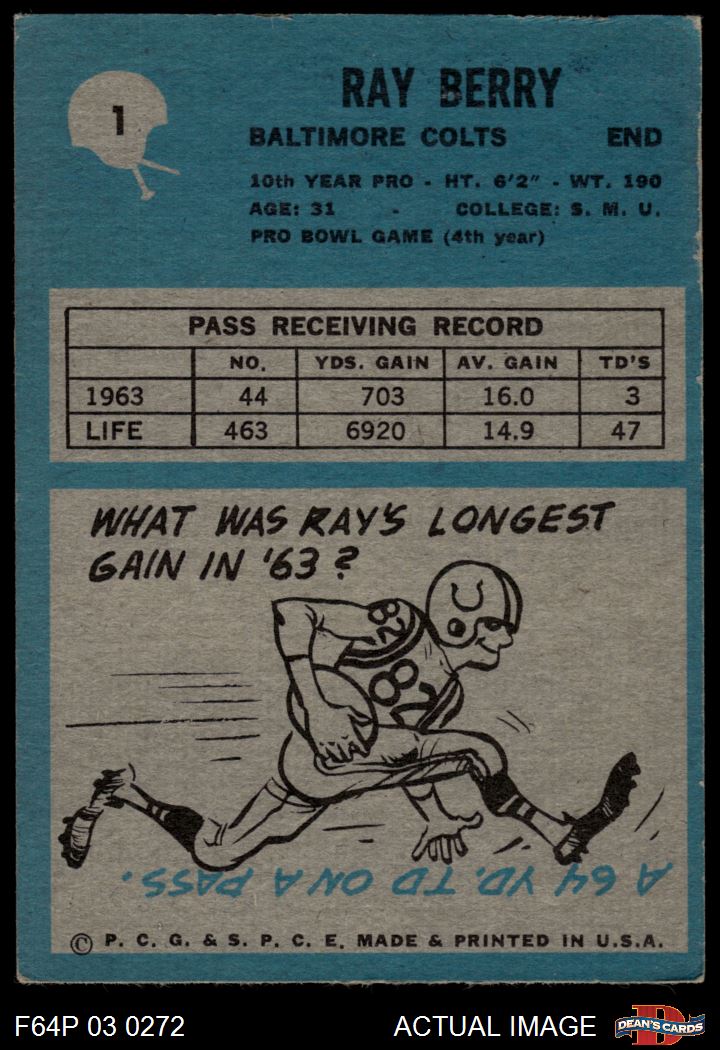 1
RAY BERRY
BALTIMORE COLTS END
10th YEAR PRO - HT. 6'2" - WT. 190
AGE: 31 - COLLEGE: S. M. U.
PRO BOWL GAME (4th year)
PASS RECEIVING RECORD
NO. YDS. GAIN AV. GAIN TD'S
1963 44 703 16.0 3
LIFE 463 6920 14.9 47
WHAT WAS RAY'S LONGEST
GAIN IN '63?
82
82
A 64 YD. TD ON A PASS.
© P. C. G. & S. P. C. E. MADE & PRINTED IN U.S.A.
F64P 03 0272 ACTUAL IMAGE D DEAN'S CARDS